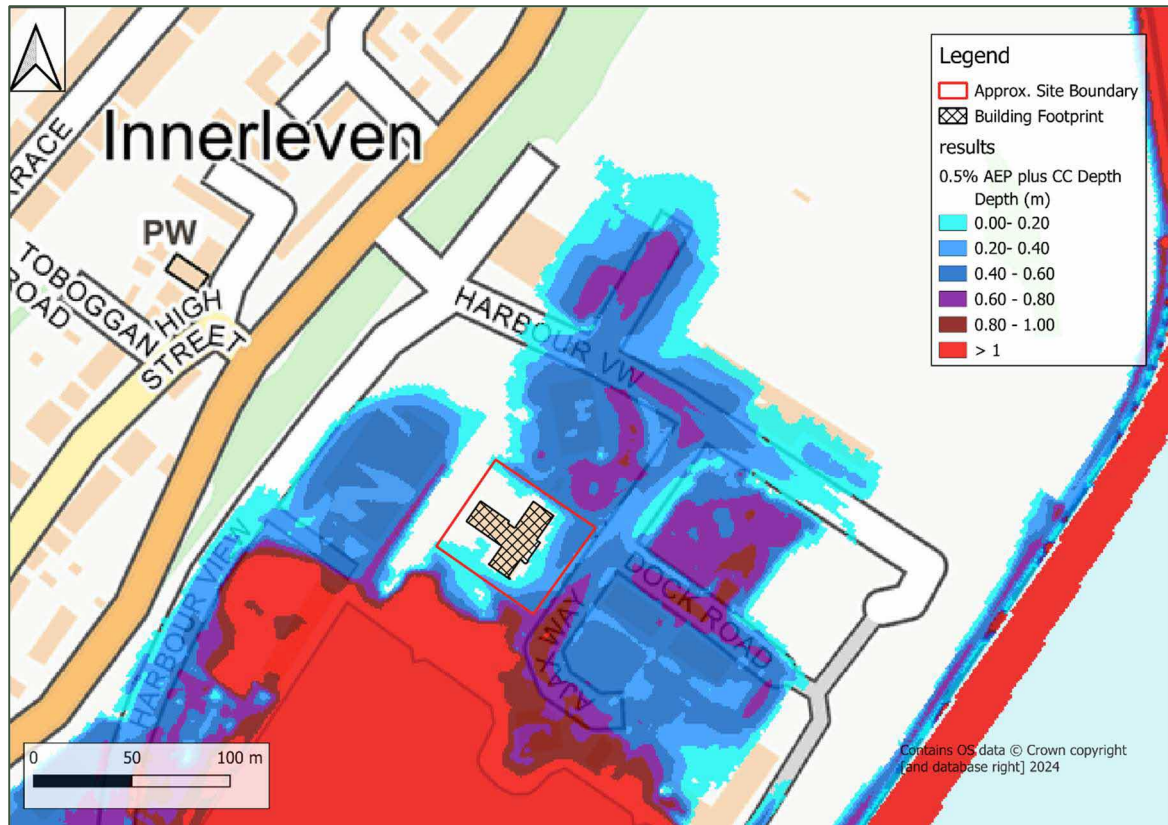 Innerleven
RRACE
PW
TOBOGGAN
ROAD
HIGH
STREET
HARBOUR VW
HARBOUR VIEW
DOCK ROAD
AJAX WAY
Legend
Approx. Site Boundary
Building Footprint
results
0.5% AEP plus CC Depth
Depth (m)
0.00- 0.20
0.20- 0.40
0.40 - 0.60
0.60 - 0.80
0.80 - 1.00
> 1
0 50 100 m
Contains OS data © Crown copyright
[and database right] 2024